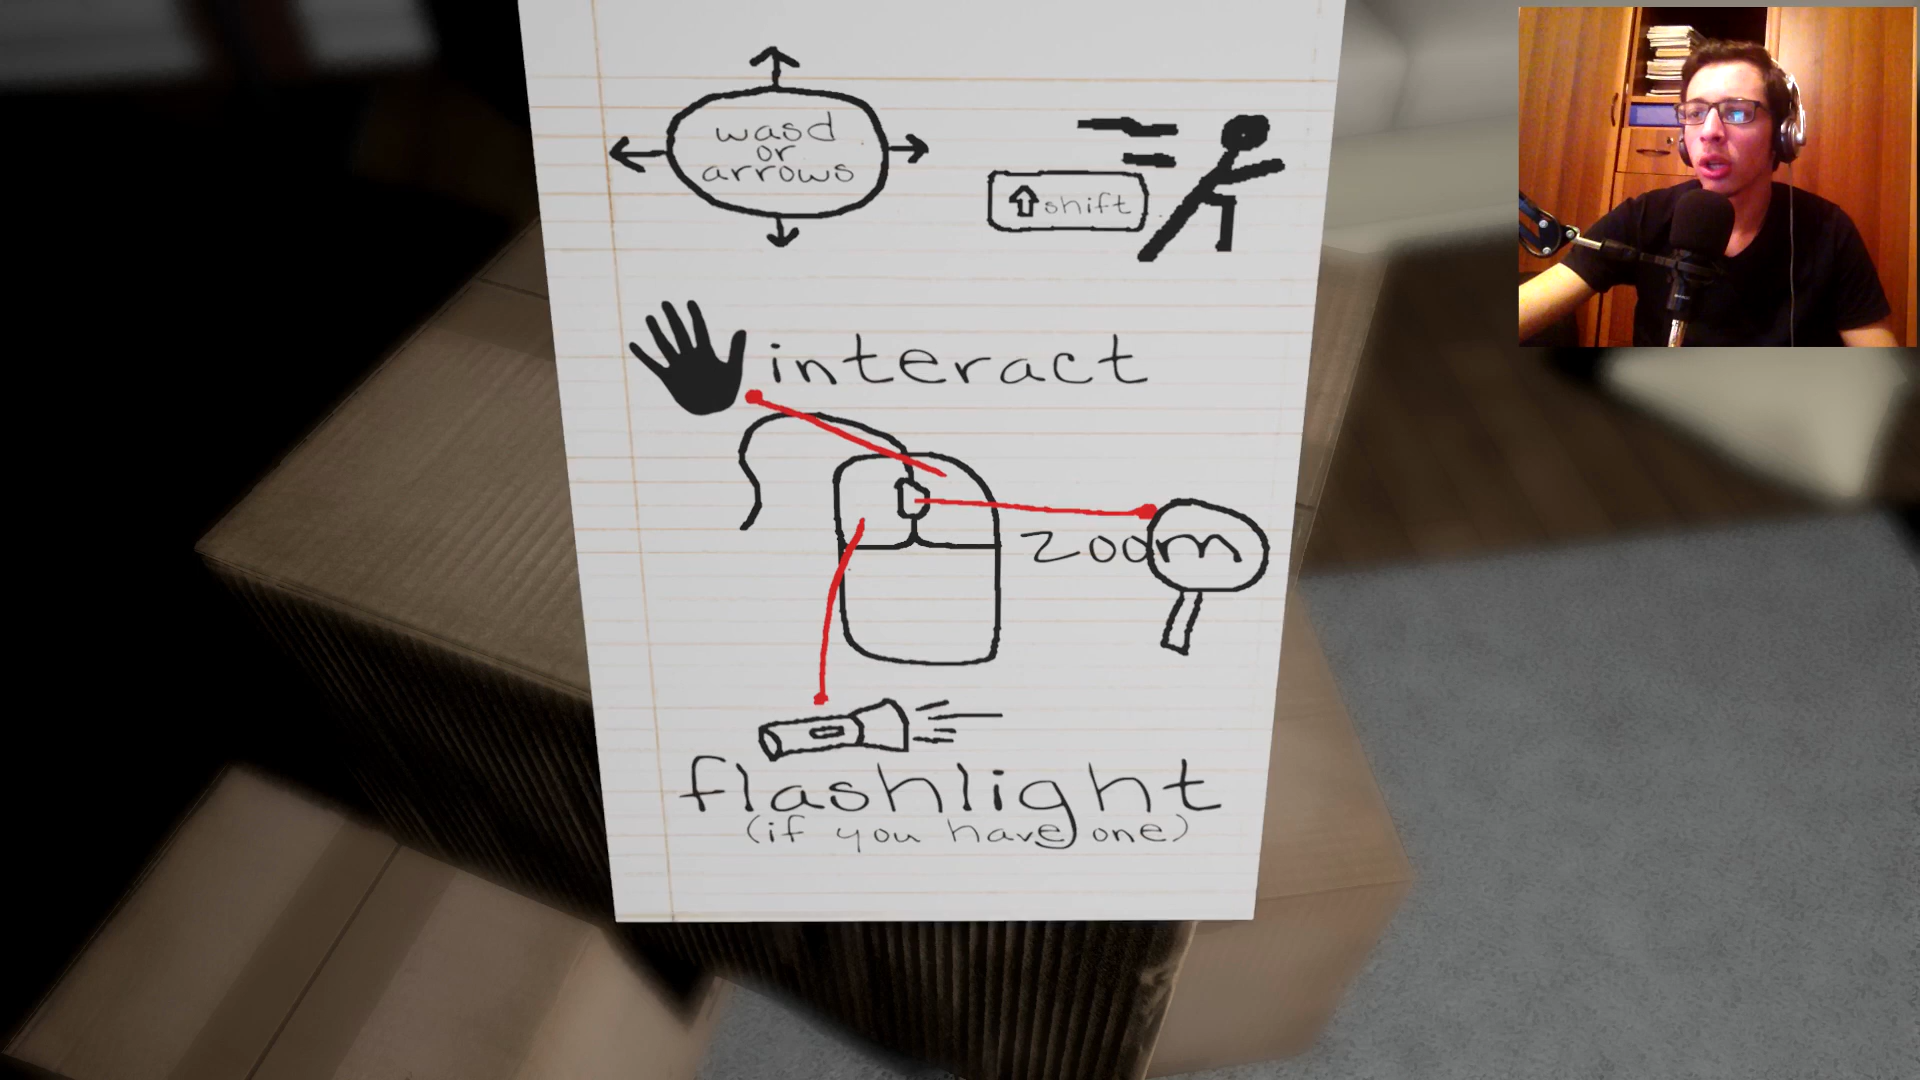 wasd
or
arrows
shift
interact
zoom
flashlight
(if you have one)